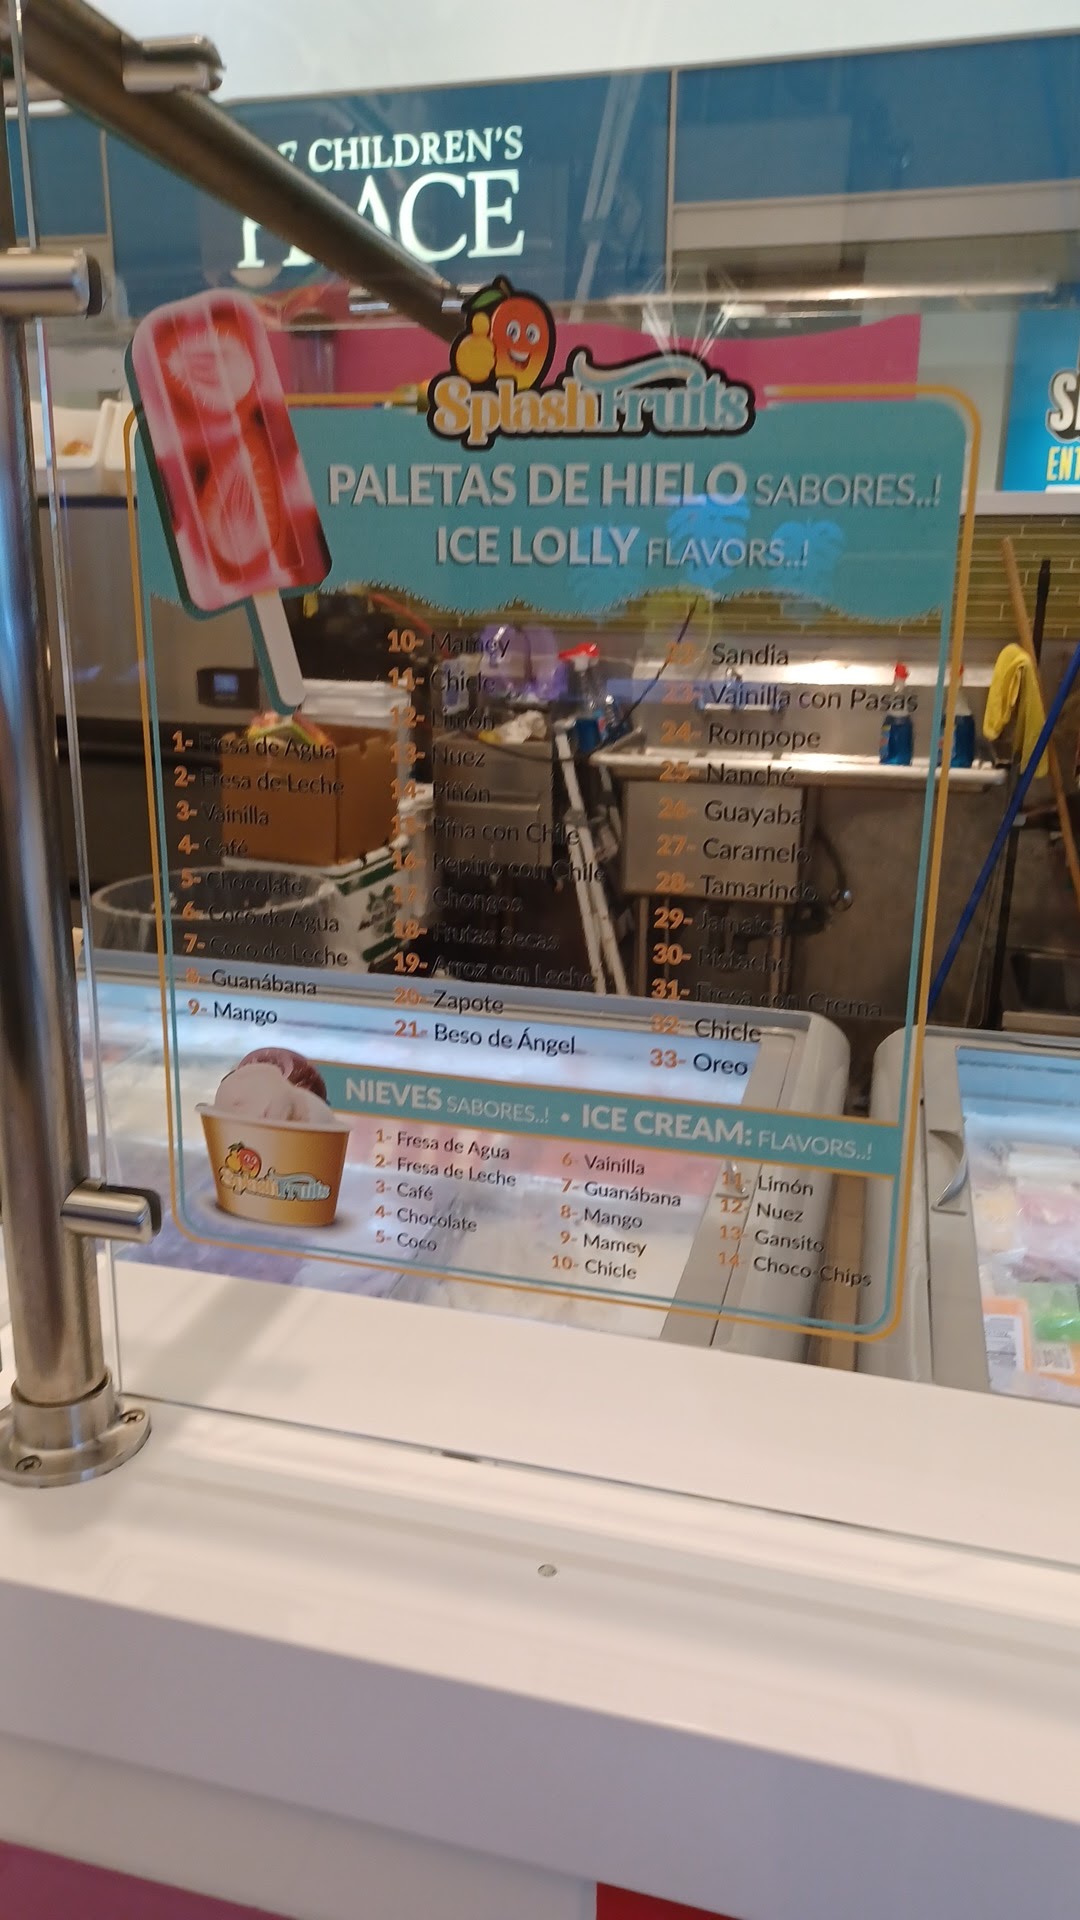 E CHILDREN'S
PLACE
SplashFruits
PALETAS DE HIELO SABORES..!
ICE LOLLY FLAVORS..!
1- Fresa de Agua
2- Fresa de Leche
3- Vainilla
4- Café
5- Chocolate
6- Coco de Agua
7- Coco de Leche
8- Guanábana
9- Mango
10- Mamey
11- Chicle
12- Limón
13- Nuez
14- Piñón
15- Piña con Chile
16- Pepino con Chile
17- Chongos
18- Frutas Secas
19- Arroz con Leche
20- Zapote
21- Beso de Ángel
22- Sandia
23- Vainilla con Pasas
24- Rompope
25- Nanché
26- Guayaba
27- Caramelo
28- Tamarindo
29- Jamaica
30- Pistache
31- Fresa con Crema
32- Chicle
33- Oreo
NIEVES SABORES..! • ICE CREAM: FLAVORS..!
SplashFruits
1- Fresa de Agua
2- Fresa de Leche
3- Café
4- Chocolate
5- Coco
6- Vainilla
7- Guanábana
8- Mango
9- Mamey
10- Chicle
11- Limón
12- Nuez
13- Gansito
14- Choco-Chips